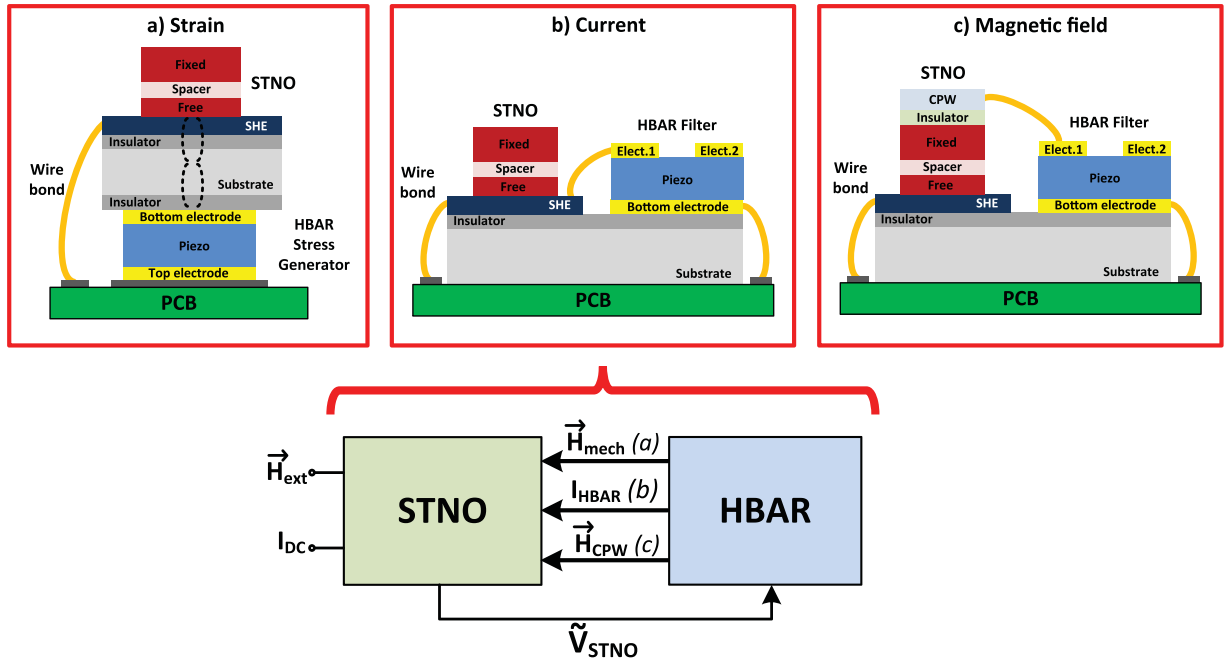 a) Strain
Fixed
Spacer
Free
STNO
SHE
Insulator
Wire
bond
Substrate
Insulator
Bottom electrode
Piezo
Top electrode
HBAR
Stress
Generator
PCB
b) Current
STNO
Fixed
Spacer
Free
HBAR Filter
Elect.1
Elect.2
Piezo
Wire
bond
SHE
Bottom electrode
Insulator
Substrate
PCB
c) Magnetic field
STNO
CPW
Insulator
Fixed
Spacer
Free
HBAR Filter
Elect.1
Elect.2
Piezo
Wire
bond
SHE
Bottom electrode
Insulator
Substrate
PCB
H⃗ext
IDC
STNO
H⃗mech (a)
IHBAR (b)
H⃗CPW (c)
HBAR
ṼSTNO